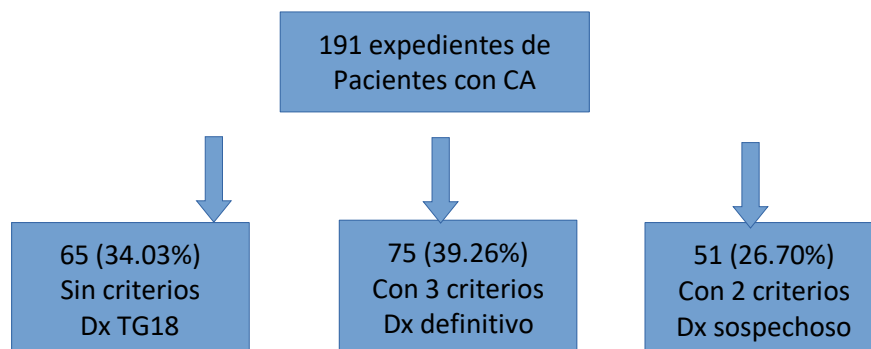 191 expedientes de
Pacientes con CA
65 (34.03%)
Sin criterios
Dx TG18
75 (39.26%)
Con 3 criterios
Dx definitivo
51 (26.70%)
Con 2 criterios
Dx sospechoso